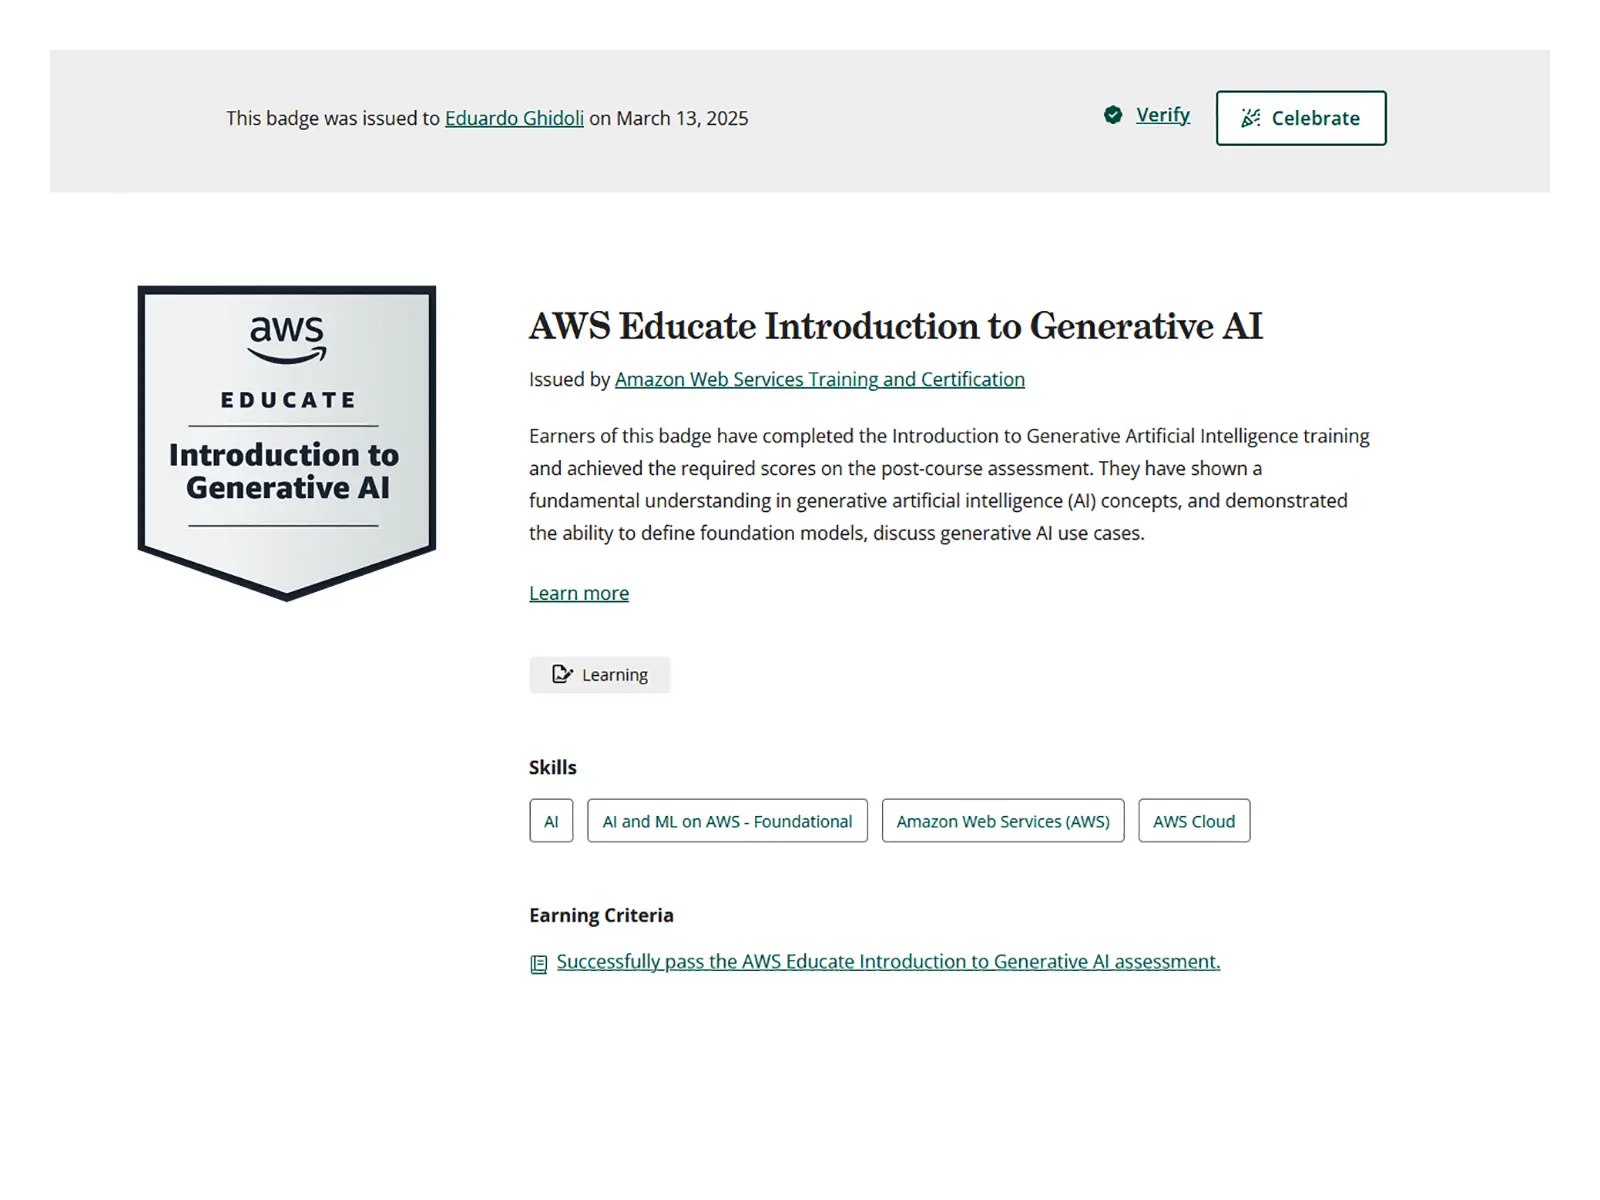 This badge was issued to Eduardo Ghidoli on March 13, 2025
Verify
Celebrate
aws
EDUCATE
Introduction to
Generative AI
AWS Educate Introduction to Generative AI
Issued by Amazon Web Services Training and Certification
Earners of this badge have completed the Introduction to Generative Artificial Intelligence training
and achieved the required scores on the post-course assessment. They have shown a
fundamental understanding in generative artificial intelligence (AI) concepts, and demonstrated
the ability to define foundation models, discuss generative AI use cases.
Learn more
Learning
Skills
AI
AI and ML on AWS - Foundational
Amazon Web Services (AWS)
AWS Cloud
Earning Criteria
Successfully pass the AWS Educate Introduction to Generative AI assessment.